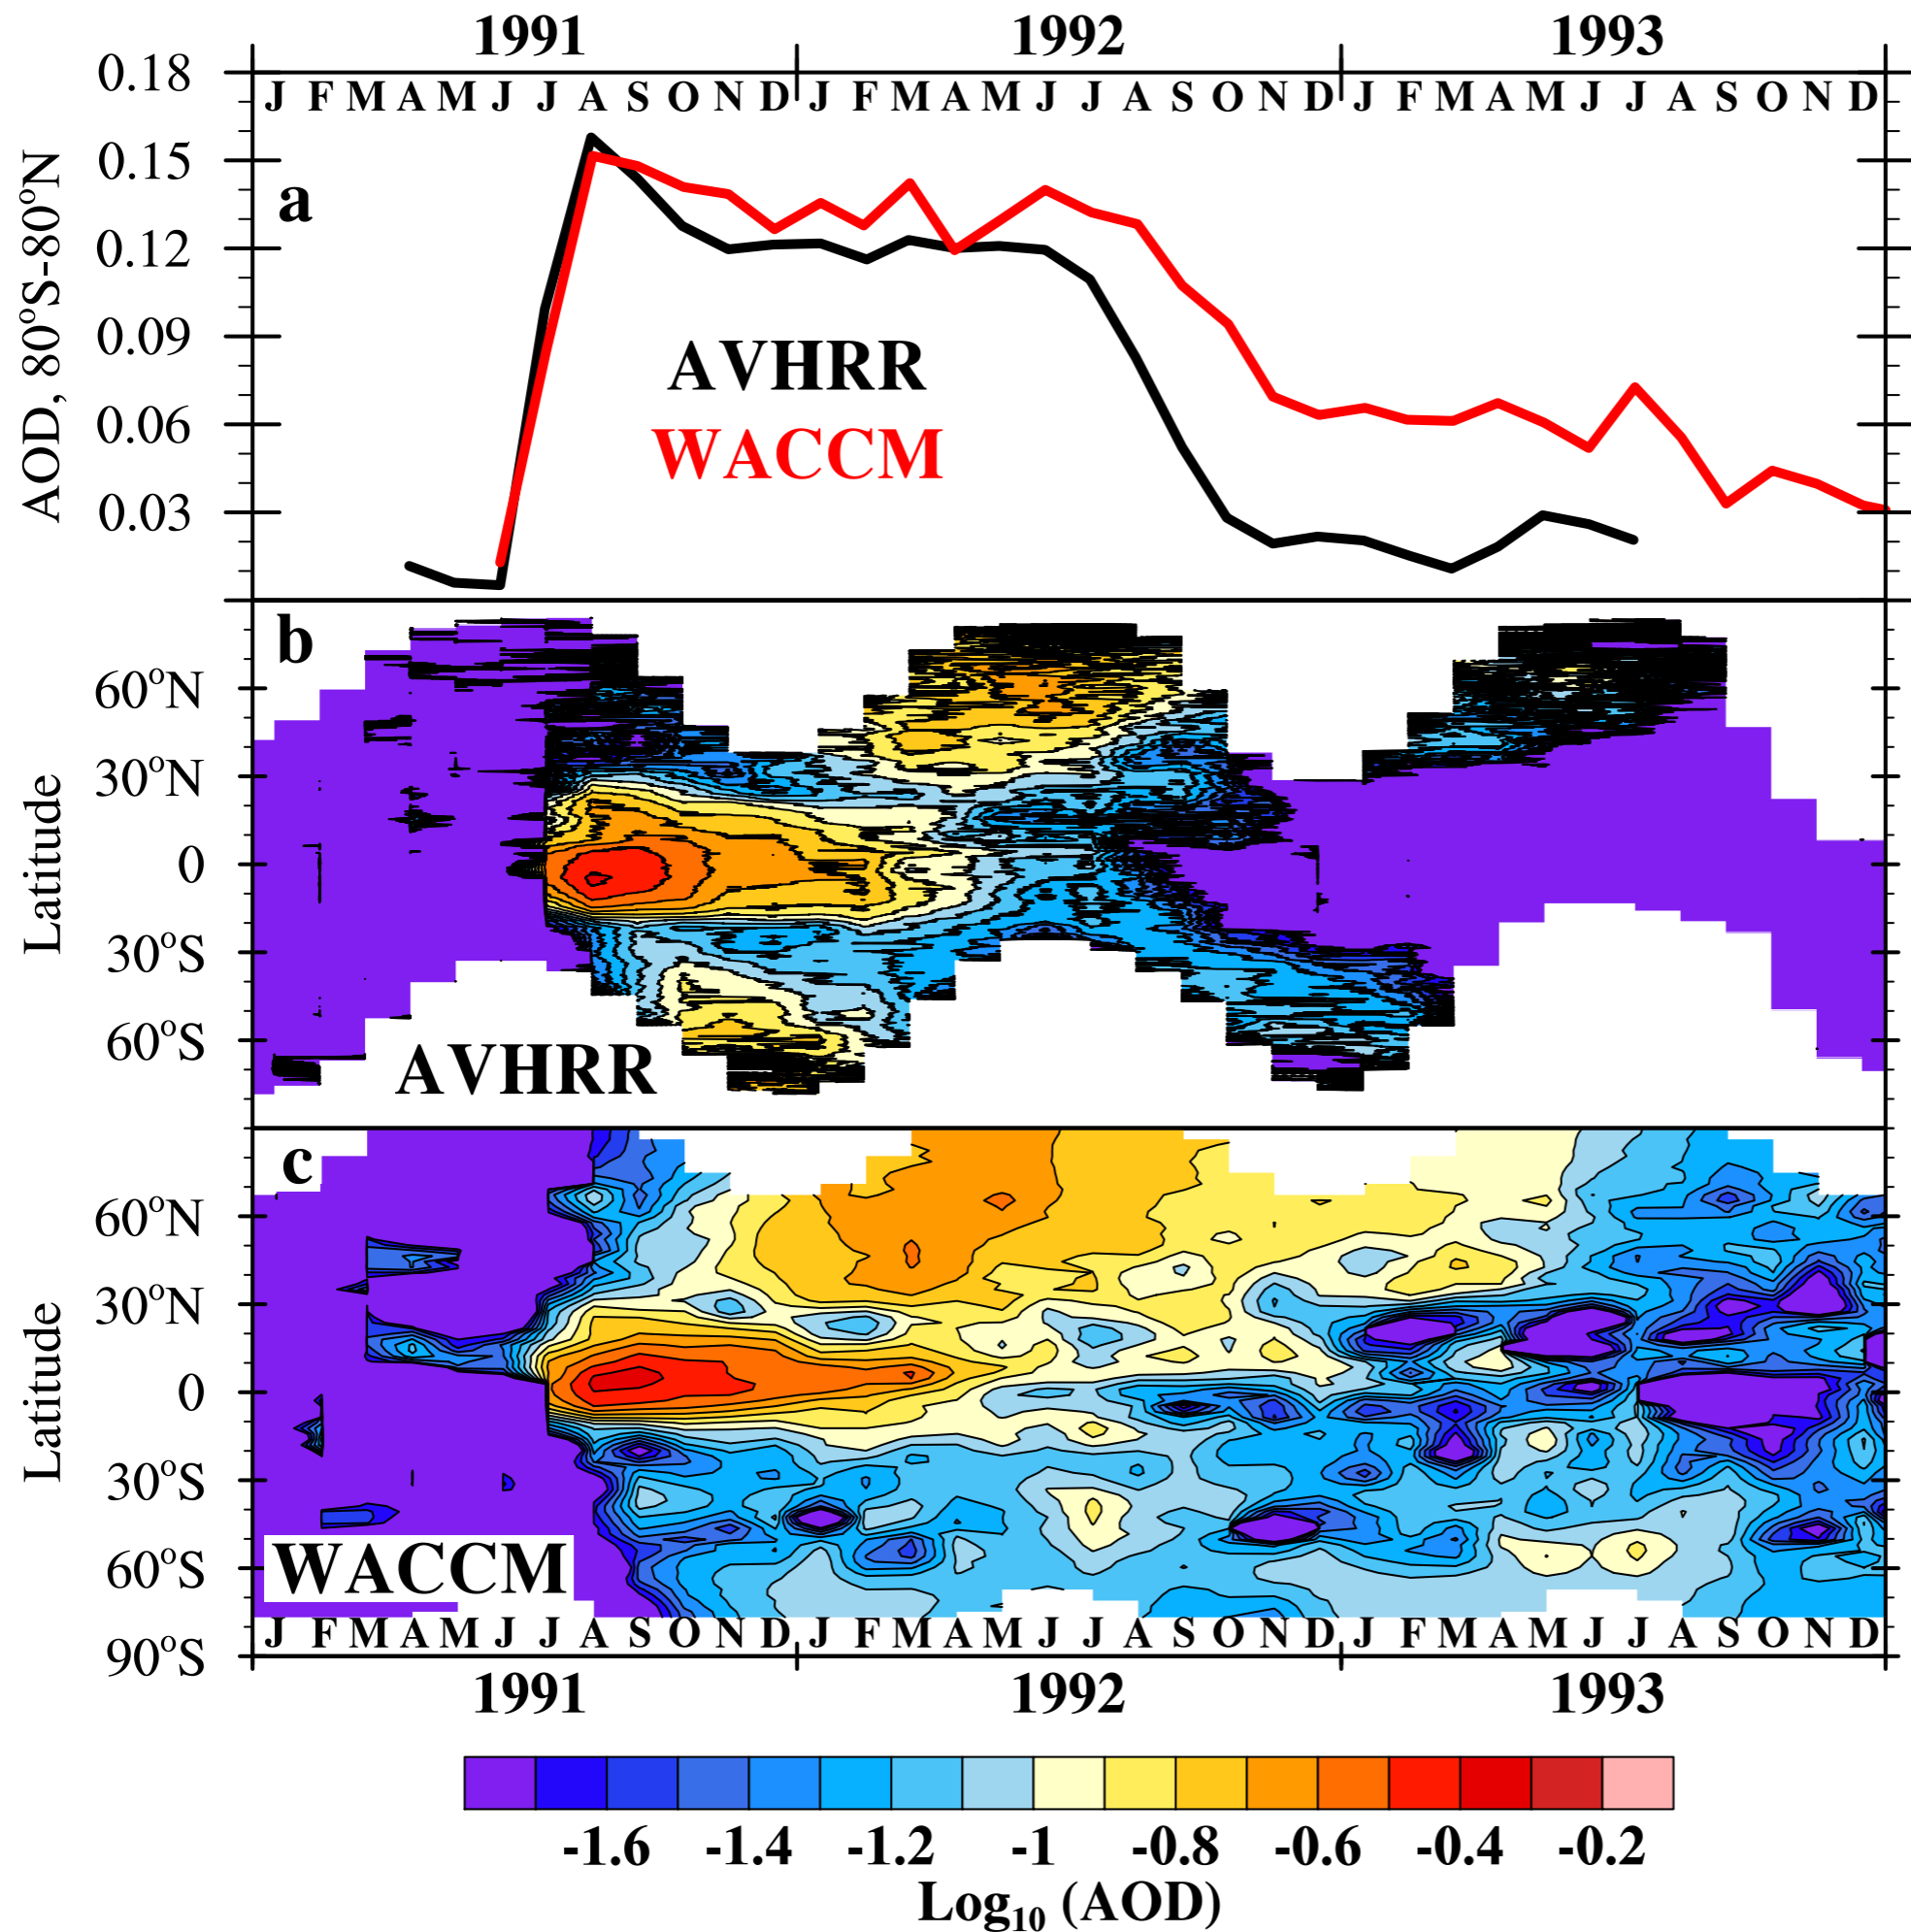 1991 1992 1993
0.18
J F M A M J J A S O N D J F M A M J J A S O N D J F M A M J J A S O N D
0.15
a
0.12
0.09
0.06
0.03
AOD, 80°S-80°N
AVHRR
WACCM
b
60°N
30°N
0
30°S
60°S
Latitude
AVHRR
c
60°N
30°N
0
30°S
60°S
90°S
Latitude
WACCM
J F M A M J J A S O N D J F M A M J J A S O N D J F M A M J J A S O N D
1991 1992 1993
-1.6 -1.4 -1.2 -1 -0.8 -0.6 -0.4 -0.2
Log₁₀ (AOD)